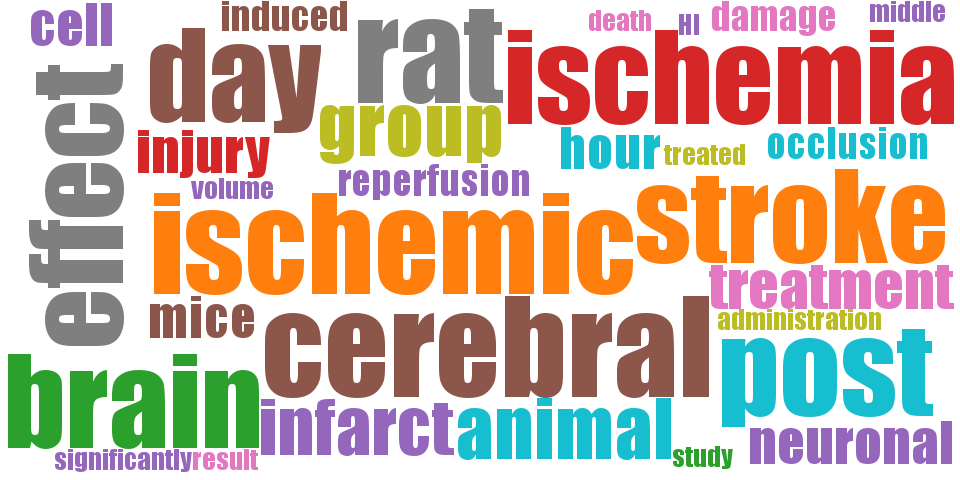 cell
induced
death
HI
damage
middle
day
rat
ischemia
effect
group
injury
hour
treated
occlusion
volume
reperfusion
ischemic
stroke
treatment
mice
cerebral
administration
post
brain
infarct
animal
neuronal
significantly
result
study